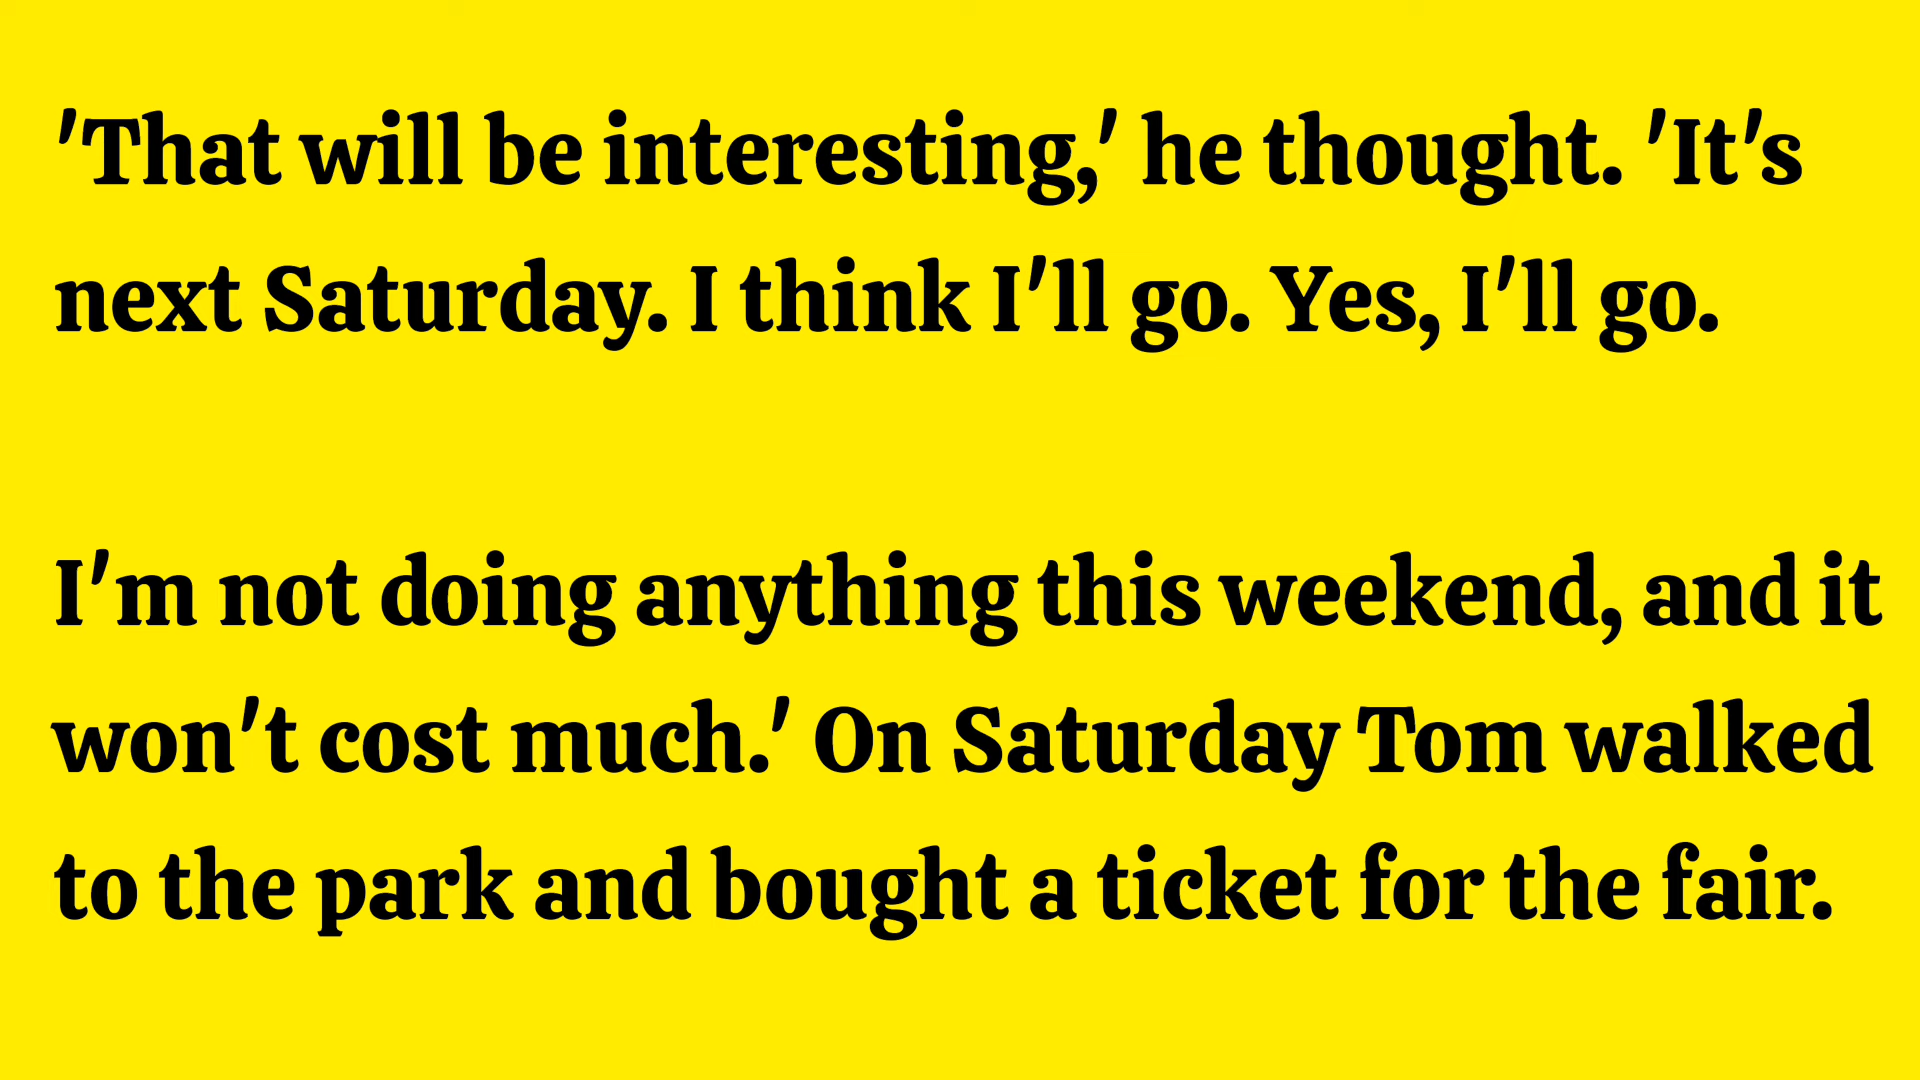 'That will be interesting,' he thought. 'It's
next Saturday. I think I'll go. Yes, I'll go.
I'm not doing anything this weekend, and it
won't cost much.' On Saturday Tom walked
to the park and bought a ticket for the fair.